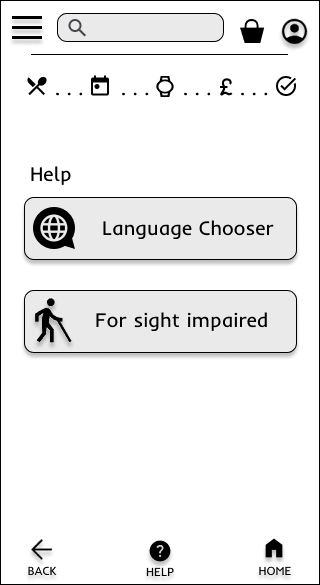 . . . . . . . . . £ . . .
Help
Language Chooser
For sight impaired
BACK HELP HOME